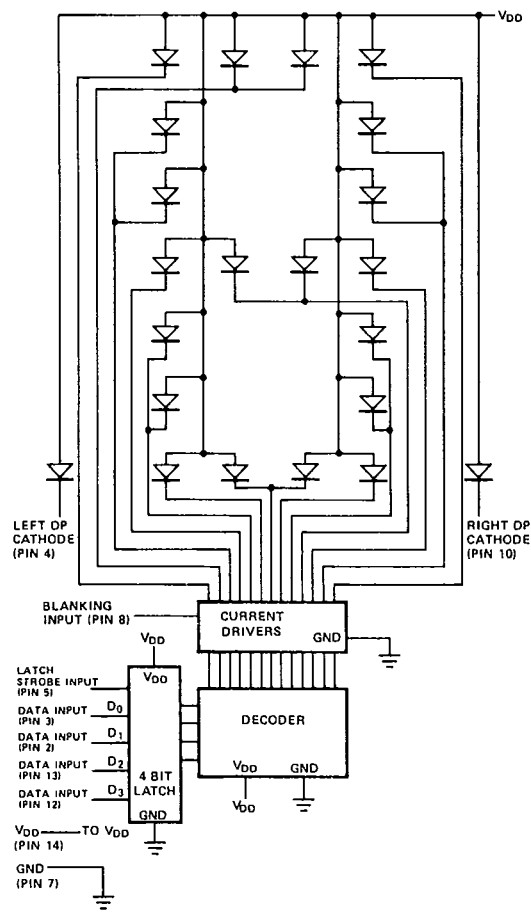 VDD
LEFT DP
CATHODE
(PIN 4)
RIGHT DP
CATHODE
(PIN 10)
BLANKING
INPUT (PIN 8)
CURRENT
DRIVERS
GND
VDD
LATCH
STROBE INPUT
(PIN 5)
VDD
DATA INPUT
(PIN 3)
D0
DATA INPUT
(PIN 2)
D1
DATA INPUT
(PIN 13)
D2
DATA INPUT
(PIN 12)
D3
4 BIT
LATCH
GND
DECODER
VDD
GND
VDD
VDD TO VDD
(PIN 14)
GND
(PIN 7)